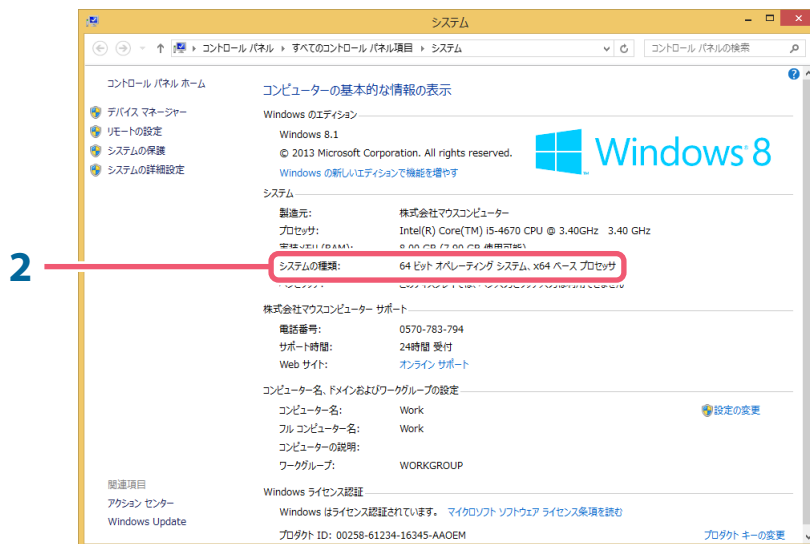 システム
コントロール パネル ▸ すべてのコントロール パネル項目 ▸ システム
コントロール パネルの検索
コントロール パネル ホーム
デバイス マネージャー
リモートの設定
システムの保護
システムの詳細設定
コンピューターの基本的な情報の表示
Windows のエディション
Windows 8.1
© 2013 Microsoft Corporation. All rights reserved.
Windows の新しいエディションで機能を増やす
Windows 8
システム
製造元: 株式会社マウスコンピューター
プロセッサ: Intel(R) Core(TM) i5-4670 CPU @ 3.40GHz 3.40 GHz
実装メモリ (RAM): 8.00 GB (7.90 GB 使用可能)
2
システムの種類: 64 ビット オペレーティング システム、x64 ベース プロセッサ
株式会社マウスコンピューター サポート
電話番号: 0570-783-794
サポート時間: 24時間 受付
Web サイト: オンライン サポート
コンピューター名、ドメインおよびワークグループの設定
コンピューター名: Work
設定の変更
フル コンピューター名: Work
コンピューターの説明:
ワークグループ: WORKGROUP
Windows ライセンス認証
Windows はライセンス認証されています。 マイクロソフト ソフトウェア ライセンス条項を読む
プロダクト ID: 00258-61234-16345-AAOEM
プロダクト キーの変更
関連項目
アクション センター
Windows Update